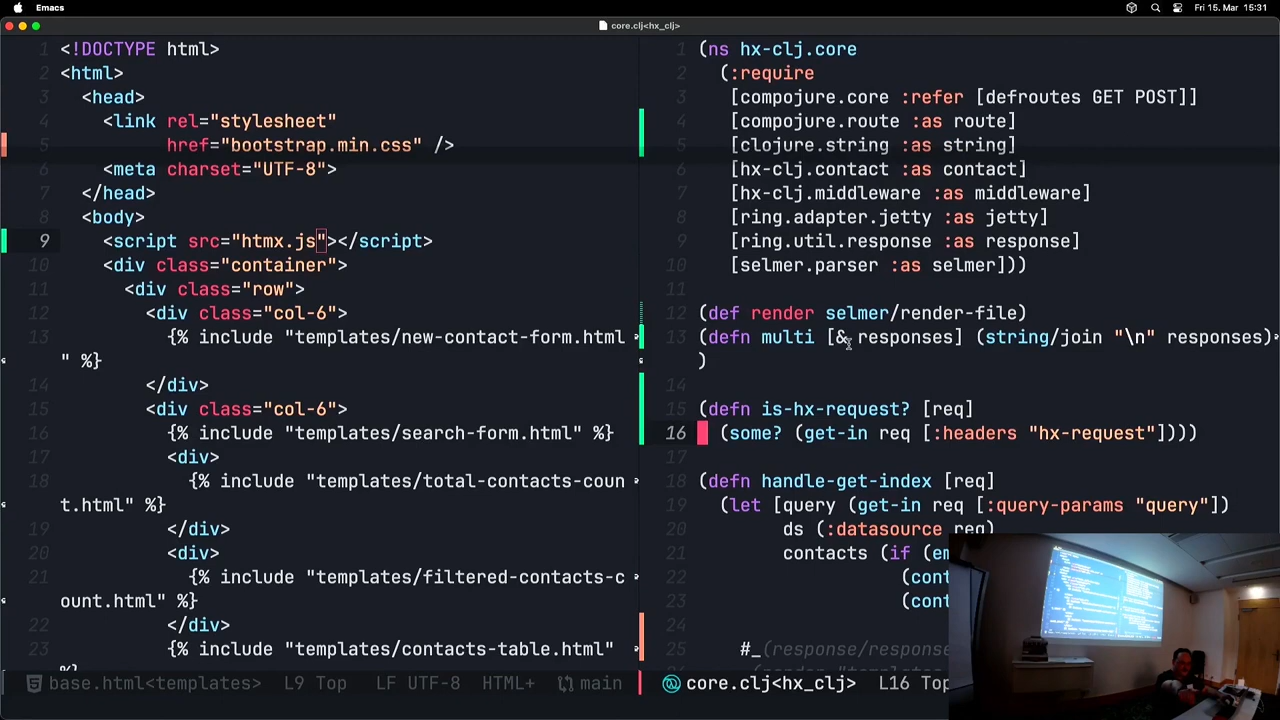 Emacs
Fri 15. Mar 15:31
core.clj<hx_clj>
1 <!DOCTYPE html>
2 <html>
3 <head>
4 <link rel="stylesheet"
5 href="bootstrap.min.css" />
6 <meta charset="UTF-8">
7 </head>
8 <body>
9 <script src="htmx.js"></script>
10 <div class="container">
11 <div class="row">
12 <div class="col-6">
13 {% include "templates/new-contact-form.html
" %}
14 </div>
15 <div class="col-6">
16 {% include "templates/search-form.html" %}
17 <div>
18 {% include "templates/total-contacts-coun
t.html" %}
19 </div>
20 <div>
21 {% include "templates/filtered-contacts-c
ount.html" %}
22 </div>
23 {% include "templates/contacts-table.html"
%}
base.html<templates> L9 Top LF UTF-8 HTML+ main
1 (ns hx-clj.core
2 (:require
3 [compojure.core :refer [defroutes GET POST]]
4 [compojure.route :as route]
5 [clojure.string :as string]
6 [hx-clj.contact :as contact]
7 [hx-clj.middleware :as middleware]
8 [ring.adapter.jetty :as jetty]
9 [ring.util.response :as response]
10 [selmer.parser :as selmer]))
11
12 (def render selmer/render-file)
13 (defn multi [& responses] (string/join "\n" responses)
)
14
15 (defn is-hx-request? [req]
16 (some? (get-in req [:headers "hx-request"])))
17
18 (defn handle-get-index [req]
19 (let [query (get-in req [:query-params "query"])
20 ds (:datasource req)
21 contacts (if (em
22 (cont
23 (cont
24
25 #_(response/response
core.clj<hx_clj> L16 Top